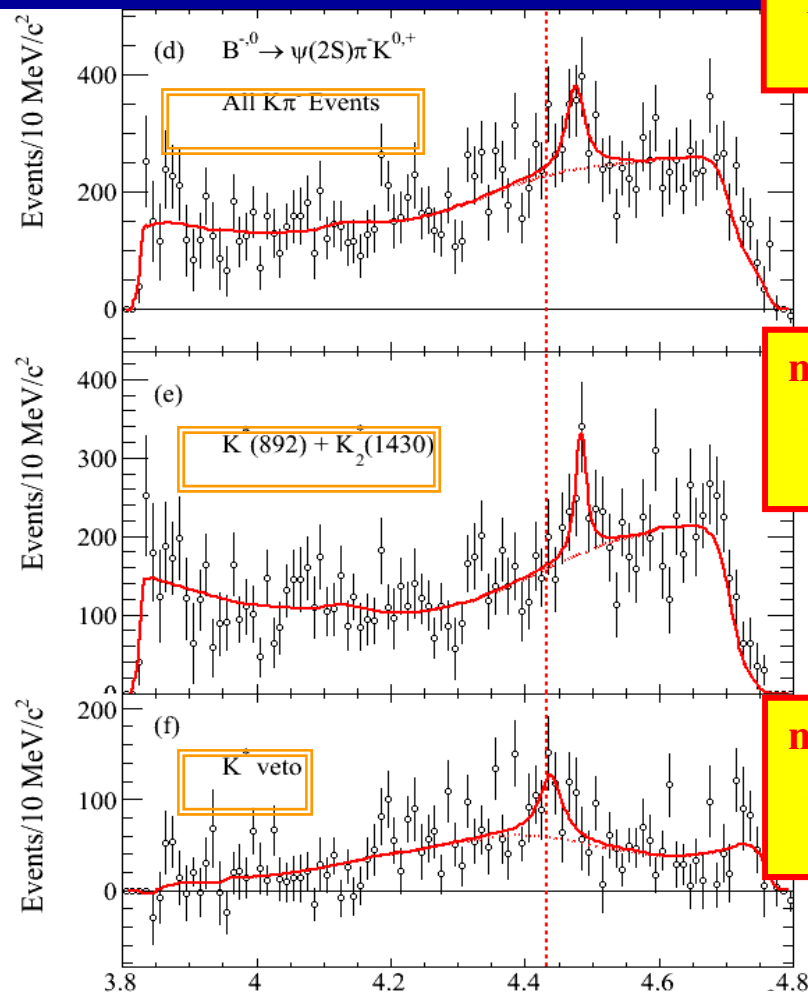 (d) B⁻,⁰→ ψ(2S)π⁻K⁰,⁺
All Kπ⁻ Events
Events/10 MeV/c²
400
200
0
(e)
K*(892) + K₂*(1430)
Events/10 MeV/c²
400
300
200
100
0
n
(f)
K* veto
Events/10 MeV/c²
200
100
0
n
3.8 4 4.2 4.4 4.6 4.8